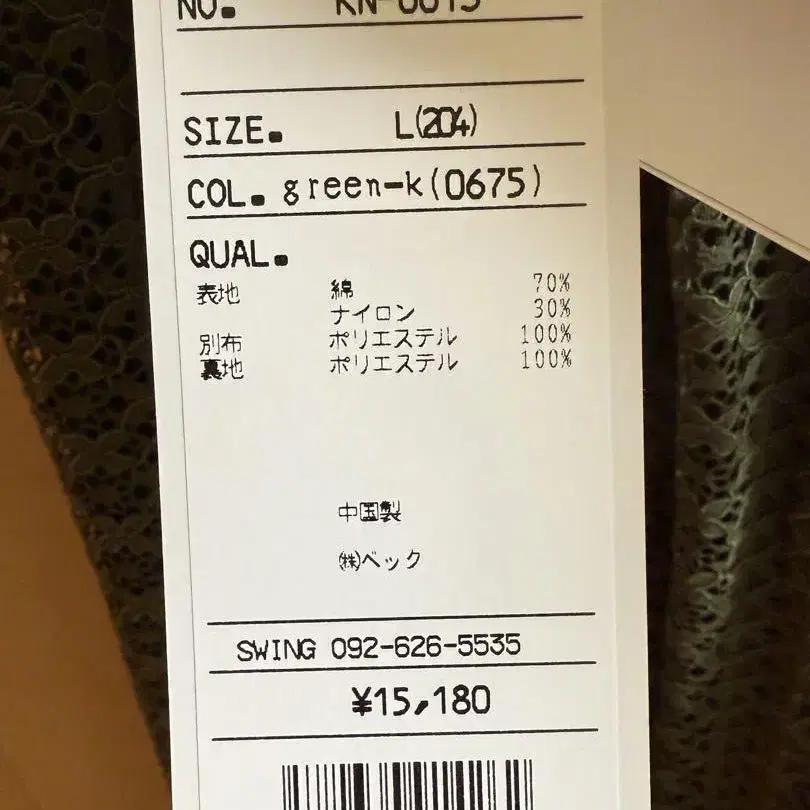 NO.
SIZE. L(204)
COL. green-k(0675)
QUAL.
表地 綿 70%
ナイロン 30%
別布 ポリエステル 100%
裏地 ポリエステル 100%
中国製
㈱ベック
SWING 092-626-5535
¥15,180